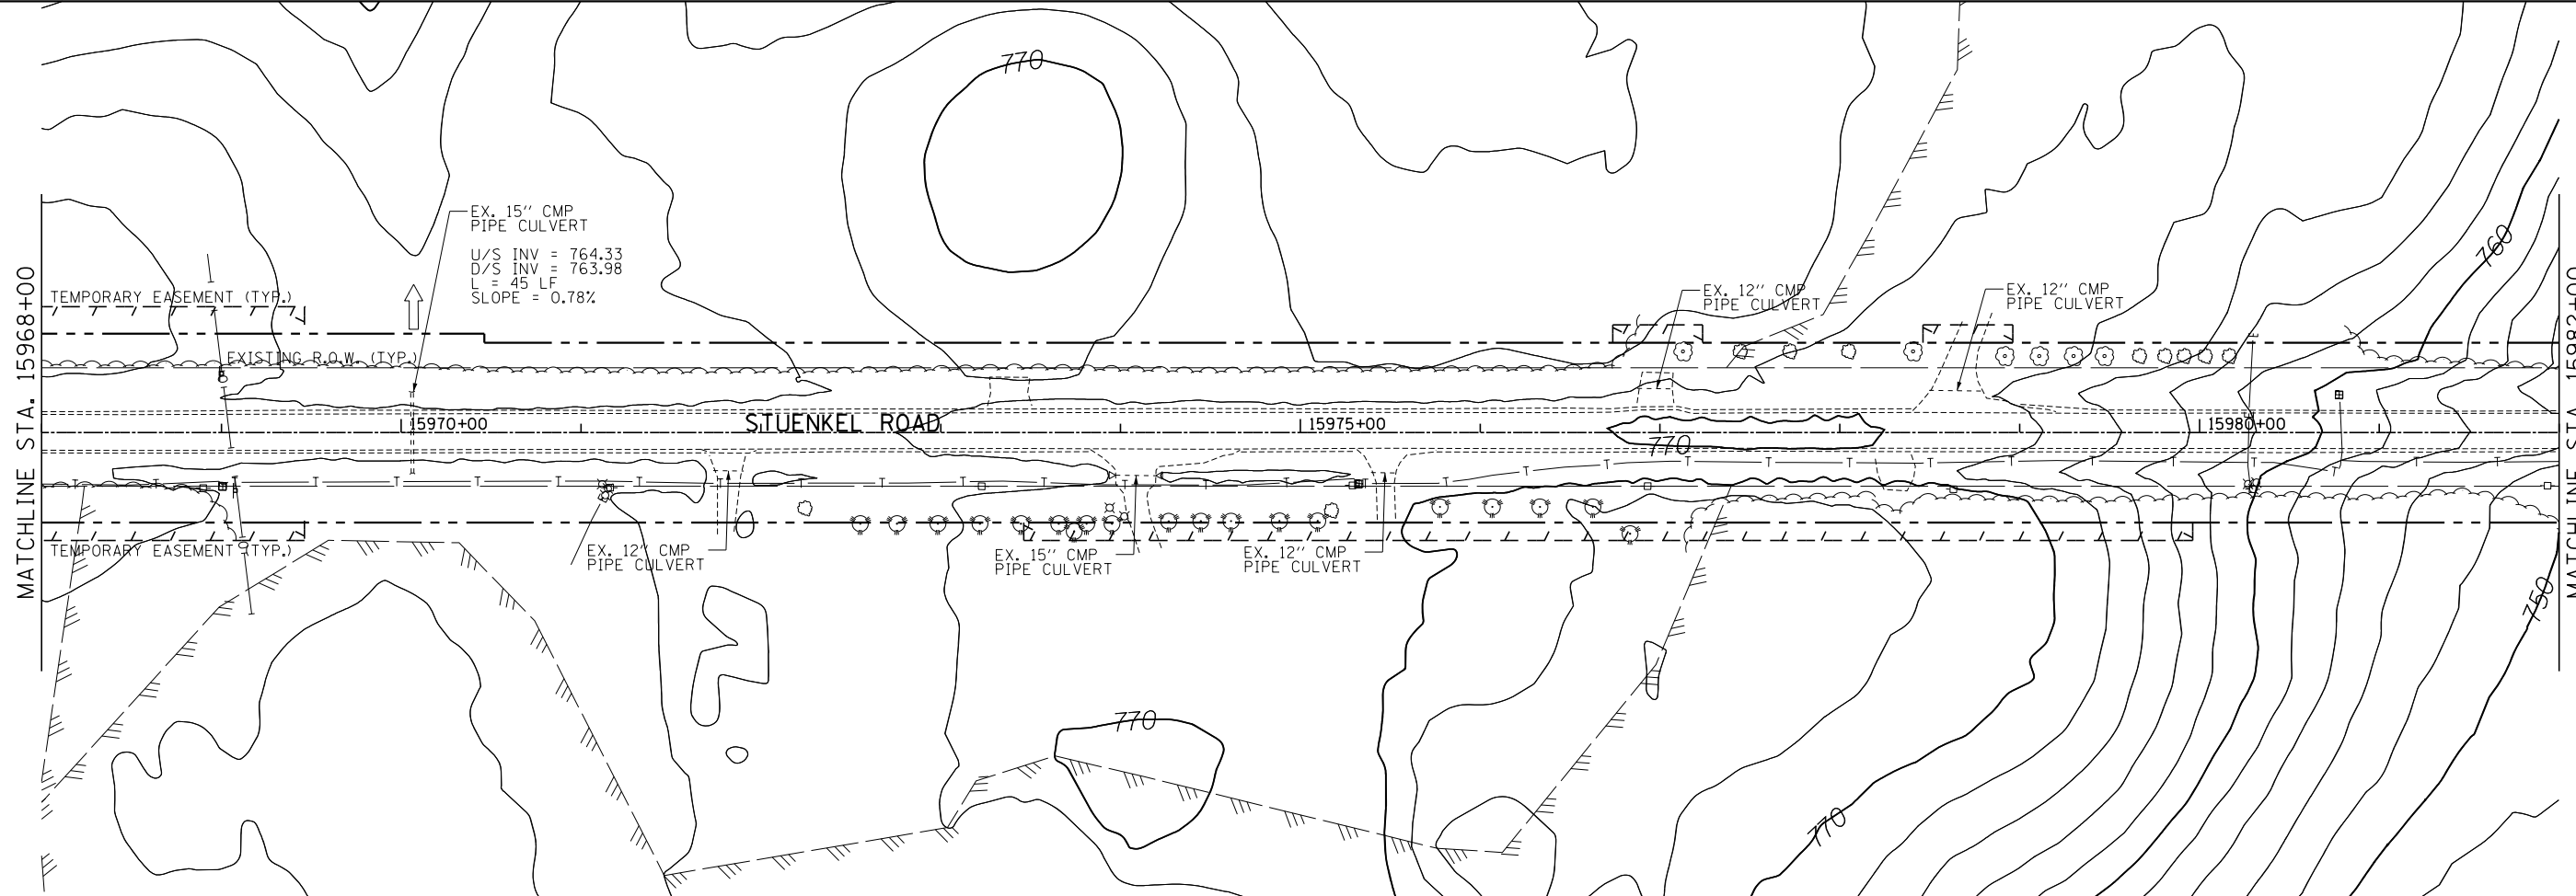 770
EX. 15'' CMP
PIPE CULVERT
U/S INV = 764.33
D/S INV = 763.98
L = 45 LF
SLOPE = 0.78%
760
MATCHLINE STA. 15968+00
TEMPORARY EASEMENT (TYP.)
EX. 12'' CMP
PIPE CULVERT
EX. 12'' CMP
PIPE CULVERT
MATCHLINE STA. 15982+00
EXISTING R.O.W. (TYP.)
15970+00
STUENKEL ROAD
15975+00
770
15980+00
TEMPORARY EASEMENT (TYP.)
EX. 12'' CMP
PIPE CULVERT
EX. 15'' CMP
PIPE CULVERT
EX. 12'' CMP
PIPE CULVERT
750
770
770